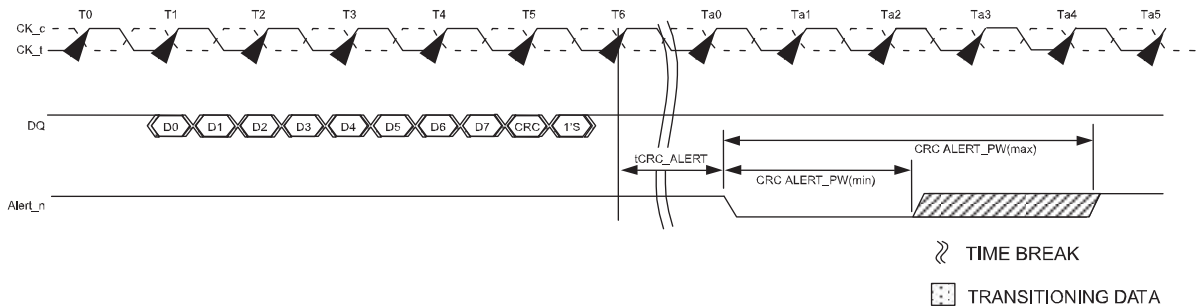 T0 T1 T2 T3 T4 T5 T6 Ta0 Ta1 Ta2 Ta3 Ta4 Ta5
CK_c
CK_t
DQ
D0 D1 D2 D3 D4 D5 D6 D7 CRC 1'S
CRC ALERT_PW(max)
tCRC_ALERT
CRC ALERT_PW(min)
Alert_n
TIME BREAK
TRANSITIONING DATA